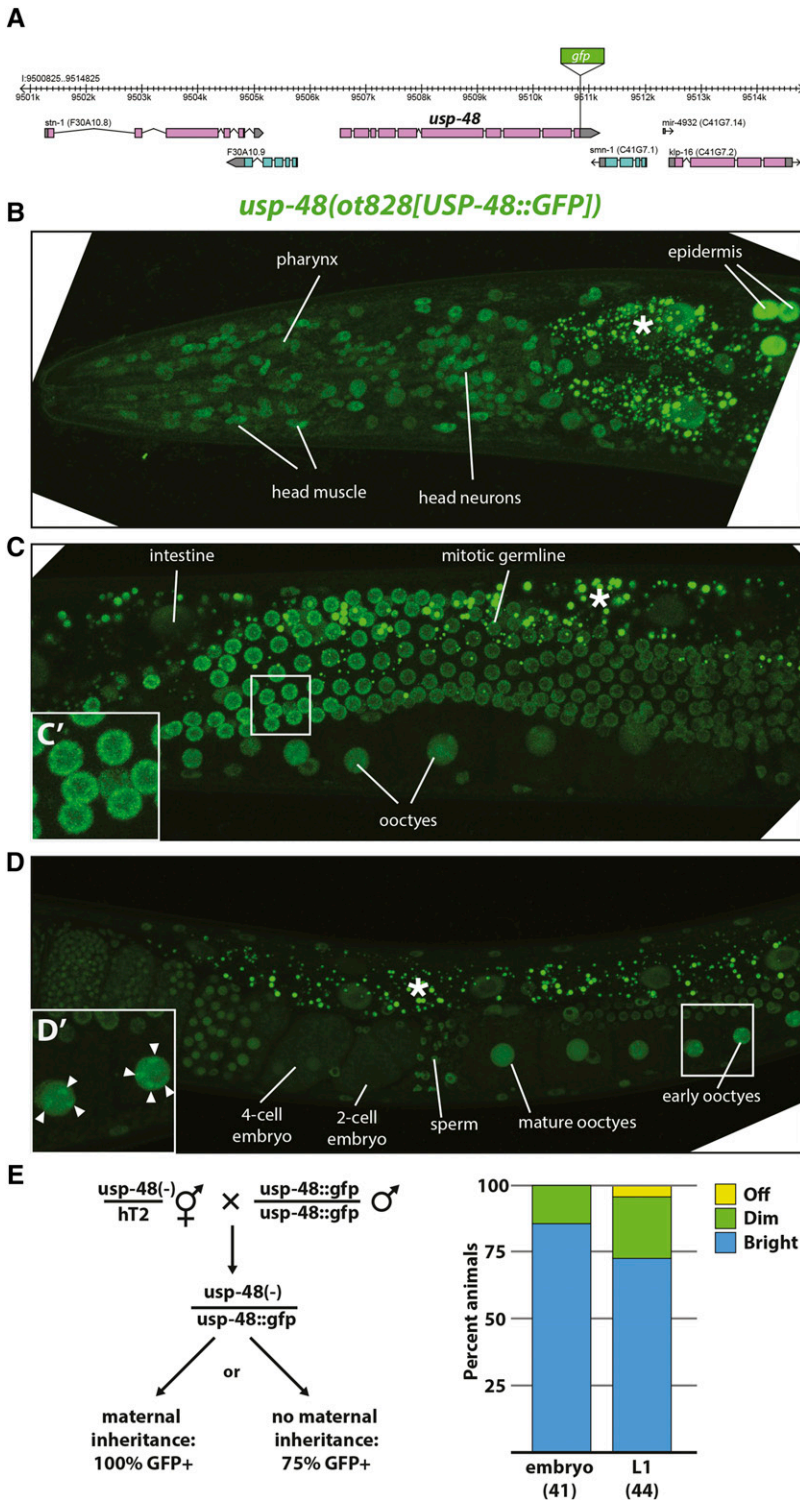 A
gfp
I:9500825..9514825
9501k 9502k 9503k 9504k 9505k 9506k 9507k 9508k 9509k 9510k 9511k 9512k 9513k 9514k
stn-1 (F30A10.8)
usp-48
mir-4932 (C41G7.14)
F30A10.9
smn-1 (C41G7.1)
klp-16 (C41G7.2)
B
usp-48(ot828[USP-48::GFP])
pharynx
epidermis
*
head muscle
head neurons
C
intestine
mitotic germline
*
C'
ooctyes
D
*
D'
4-cell
embryo
2-cell
embryo
sperm
mature ooctyes
early ooctyes
E
usp-48(-)
hT2
×
usp-48::gfp
usp-48::gfp
usp-48(-)
usp-48::gfp
or
maternal
inheritance:
100% GFP+
no maternal
inheritance:
75% GFP+
Percent animals
100
75
50
25
Off
Dim
Bright
embryo
(41)
L1
(44)